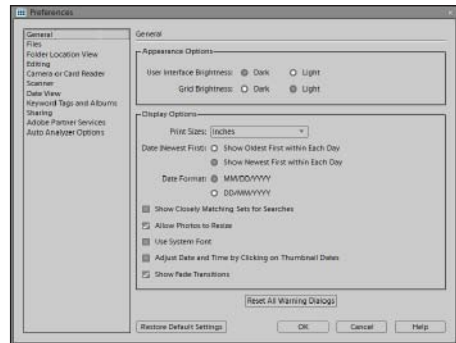 Preferences
General
Files
Folder Location View
Editing
Camera or Card Reader
Scanner
Date View
Keyword Tags and Albums
Sharing
Adobe Partner Services
Auto Analyzer Options
General
Appearance Options
User Interface Brightness: Dark Light
Grid Brightness: Dark Light
Display Options
Print Sizes: Inches
Date (Newest First): Show Oldest First within Each Day
Show Newest First within Each Day
Date Format: MM/DD/YYYY
DD/MM/YYYY
Show Closely Matching Sets for Searches
Allow Photos to Resize
Use System Font
Adjust Date and Time by Clicking on Thumbnail Dates
Show Fade Transitions
Reset All Warning Dialogs
Restore Default Settings OK Cancel Help